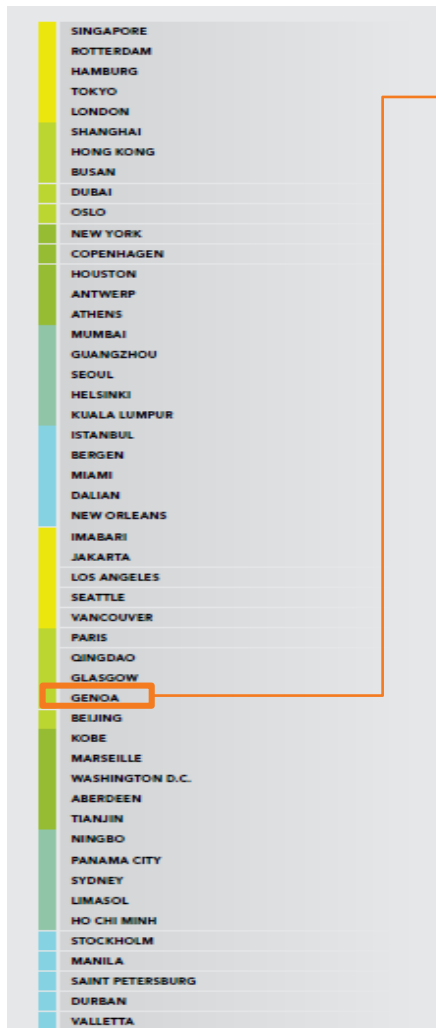 SINGAPORE
ROTTERDAM
HAMBURG
TOKYO
LONDON
SHANGHAI
HONG KONG
BUSAN
DUBAI
OSLO
NEW YORK
COPENHAGEN
HOUSTON
ANTWERP
ATHENS
MUMBAI
GUANGZHOU
SEOUL
HELSINKI
KUALA LUMPUR
ISTANBUL
BERGEN
MIAMI
DALIAN
NEW ORLEANS
IMABARI
JAKARTA
LOS ANGELES
SEATTLE
VANCOUVER
PARIS
QINGDAO
GLASGOW
GENOA
BEIJING
KOBE
MARSEILLE
WASHINGTON D.C.
ABERDEEN
TIANJIN
NINGBO
PANAMA CITY
SYDNEY
LIMASOL
HO CHI MINH
STOCKHOLM
MANILA
SAINT PETERSBURG
DURBAN
VALLETTA